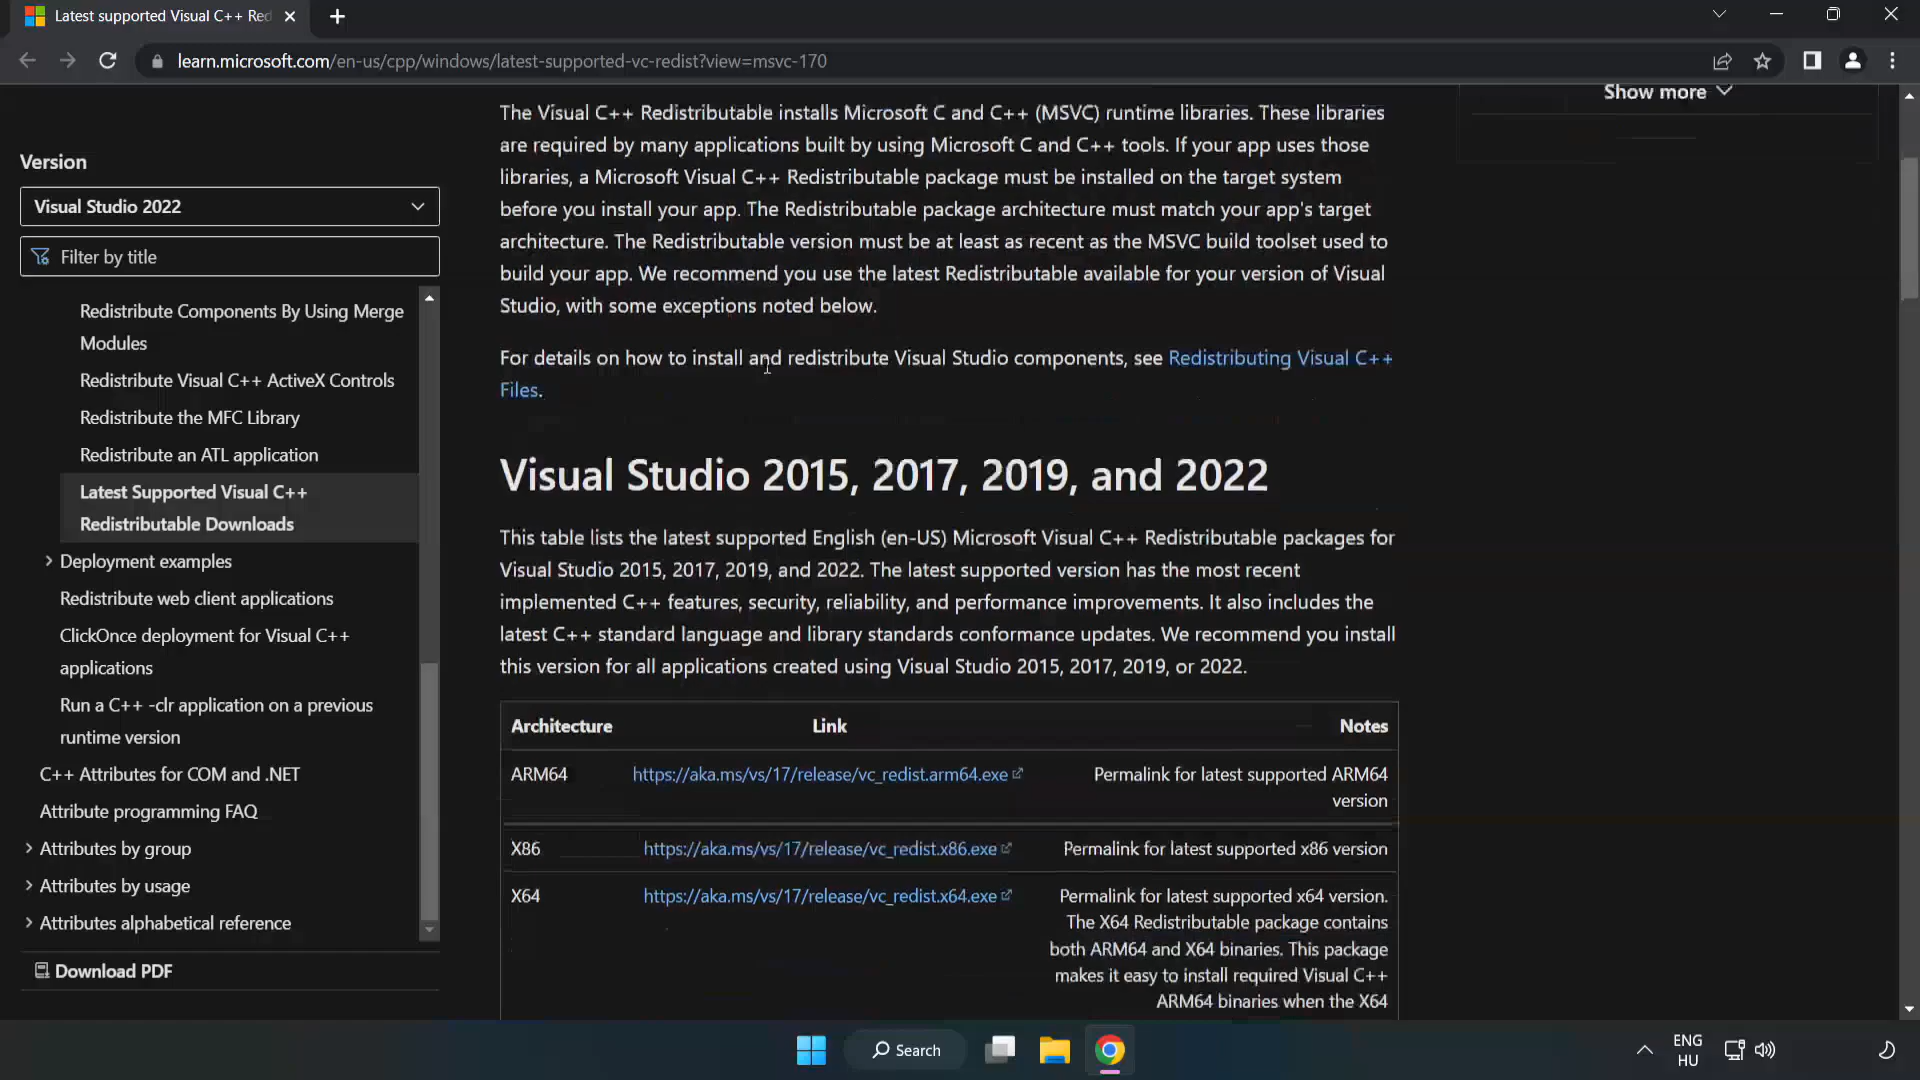 Latest supported Visual C++ Red
learn.microsoft.com/en-us/cpp/windows/latest-supported-vc-redist?view=msvc-170
Version
Visual Studio 2022
Filter by title
Redistribute Components By Using Merge
Modules
Redistribute Visual C++ ActiveX Controls
Redistribute the MFC Library
Redistribute an ATL application
Latest Supported Visual C++
Redistributable Downloads
Deployment examples
Redistribute web client applications
ClickOnce deployment for Visual C++
applications
Run a C++ -clr application on a previous
runtime version
C++ Attributes for COM and .NET
Attribute programming FAQ
Attributes by group
Attributes by usage
Attributes alphabetical reference
Download PDF
The Visual C++ Redistributable installs Microsoft C and C++ (MSVC) runtime libraries. These libraries
are required by many applications built by using Microsoft C and C++ tools. If your app uses those
libraries, a Microsoft Visual C++ Redistributable package must be installed on the target system
before you install your app. The Redistributable package architecture must match your app's target
architecture. The Redistributable version must be at least as recent as the MSVC build toolset used to
build your app. We recommend you use the latest Redistributable available for your version of Visual
Studio, with some exceptions noted below.
For details on how to install and redistribute Visual Studio components, see Redistributing Visual C++
Files.
Visual Studio 2015, 2017, 2019, and 2022
This table lists the latest supported English (en-US) Microsoft Visual C++ Redistributable packages for
Visual Studio 2015, 2017, 2019, and 2022. The latest supported version has the most recent
implemented C++ features, security, reliability, and performance improvements. It also includes the
latest C++ standard language and library standards conformance updates. We recommend you install
this version for all applications created using Visual Studio 2015, 2017, 2019, or 2022.
Architecture Link Notes
ARM64 https://aka.ms/vs/17/release/vc_redist.arm64.exe Permalink for latest supported ARM64
version
X86 https://aka.ms/vs/17/release/vc_redist.x86.exe Permalink for latest supported x86 version
X64 https://aka.ms/vs/17/release/vc_redist.x64.exe Permalink for latest supported x64 version.
The X64 Redistributable package contains
both ARM64 and X64 binaries. This package
makes it easy to install required Visual C++
ARM64 binaries when the X64
Show more
Search
ENG
HU